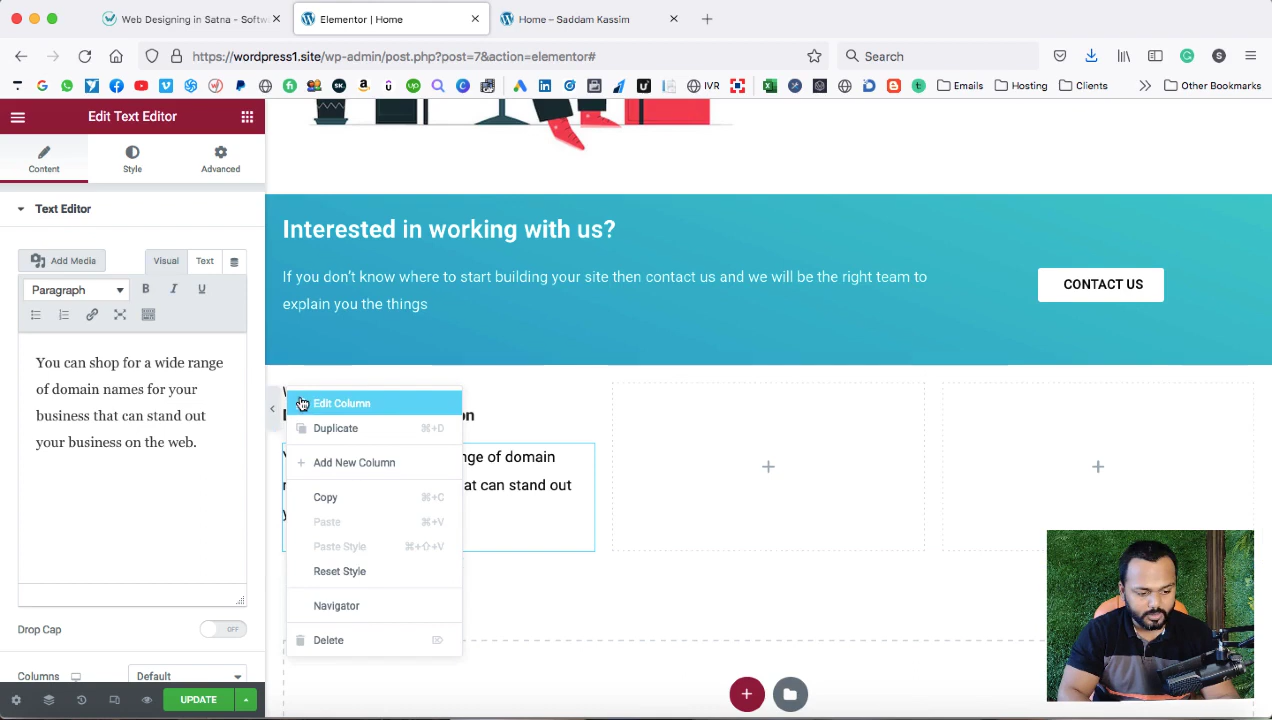 Web Designing in Satna - Softw
Elementor | Home
Home – Saddam Kassim
https://wordpress1.site/wp-admin/post.php?post=7&action=elementor#
Search
IVR
Emails
Hosting
Clients
Other Bookmarks
Edit Text Editor
Content
Style
Advanced
Text Editor
Add Media
Visual
Text
Paragraph
B
I
U
You can shop for a wide range
of domain names for your
business that can stand out
your business on the web.
Drop Cap
OFF
Columns
Default
UPDATE
Interested in working with us?
If you don't know where to start building your site then contact us and we will be the right team to
explain you the things
CONTACT US
on
nge of domain
at can stand out
Edit Column
Duplicate ⌘+D
Add New Column
Copy ⌘+C
Paste ⌘+V
Paste Style ⌘+⇧+V
Reset Style
Navigator
Delete